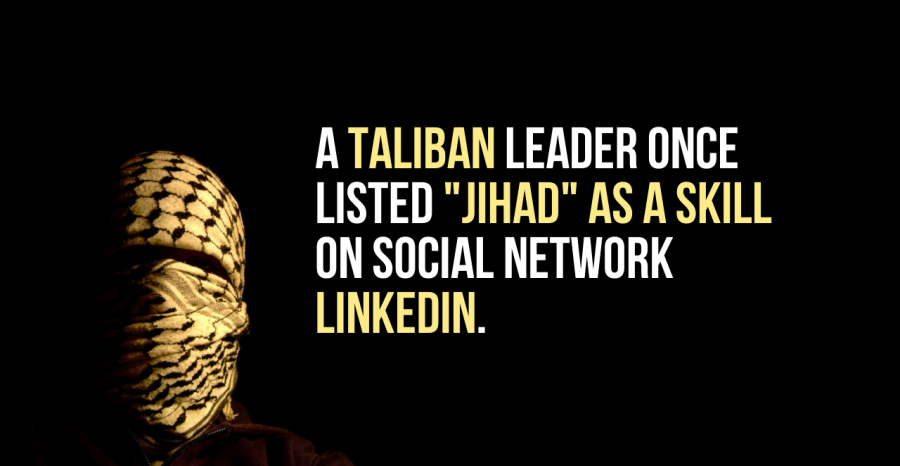 A TALIBAN LEADER ONCE
LISTED "JIHAD" AS A SKILL
ON SOCIAL NETWORK
LINKEDIN.